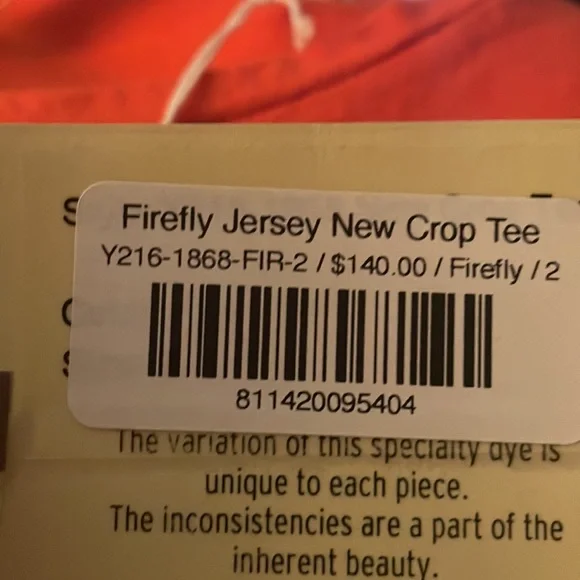 Firefly Jersey New Crop Tee
Y216-1868-FIR-2 / $140.00 / Firefly / 2
811420095404
The variation of this specialty dye is
unique to each piece.
The inconsistencies are a part of the
inherent beauty.